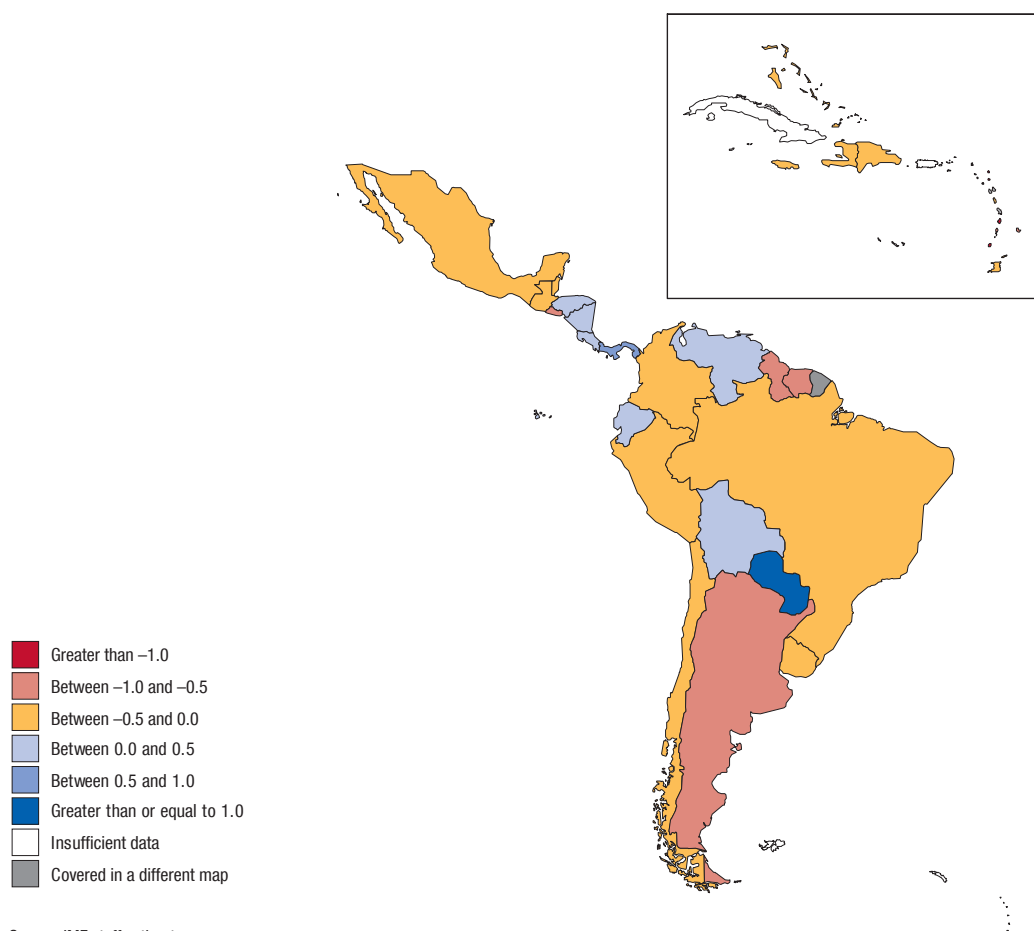 Greater than –1.0
Between –1.0 and –0.5
Between –0.5 and 0.0
Between 0.0 and 0.5
Between 0.5 and 1.0
Greater than or equal to 1.0
Insufficient data
Covered in a different map